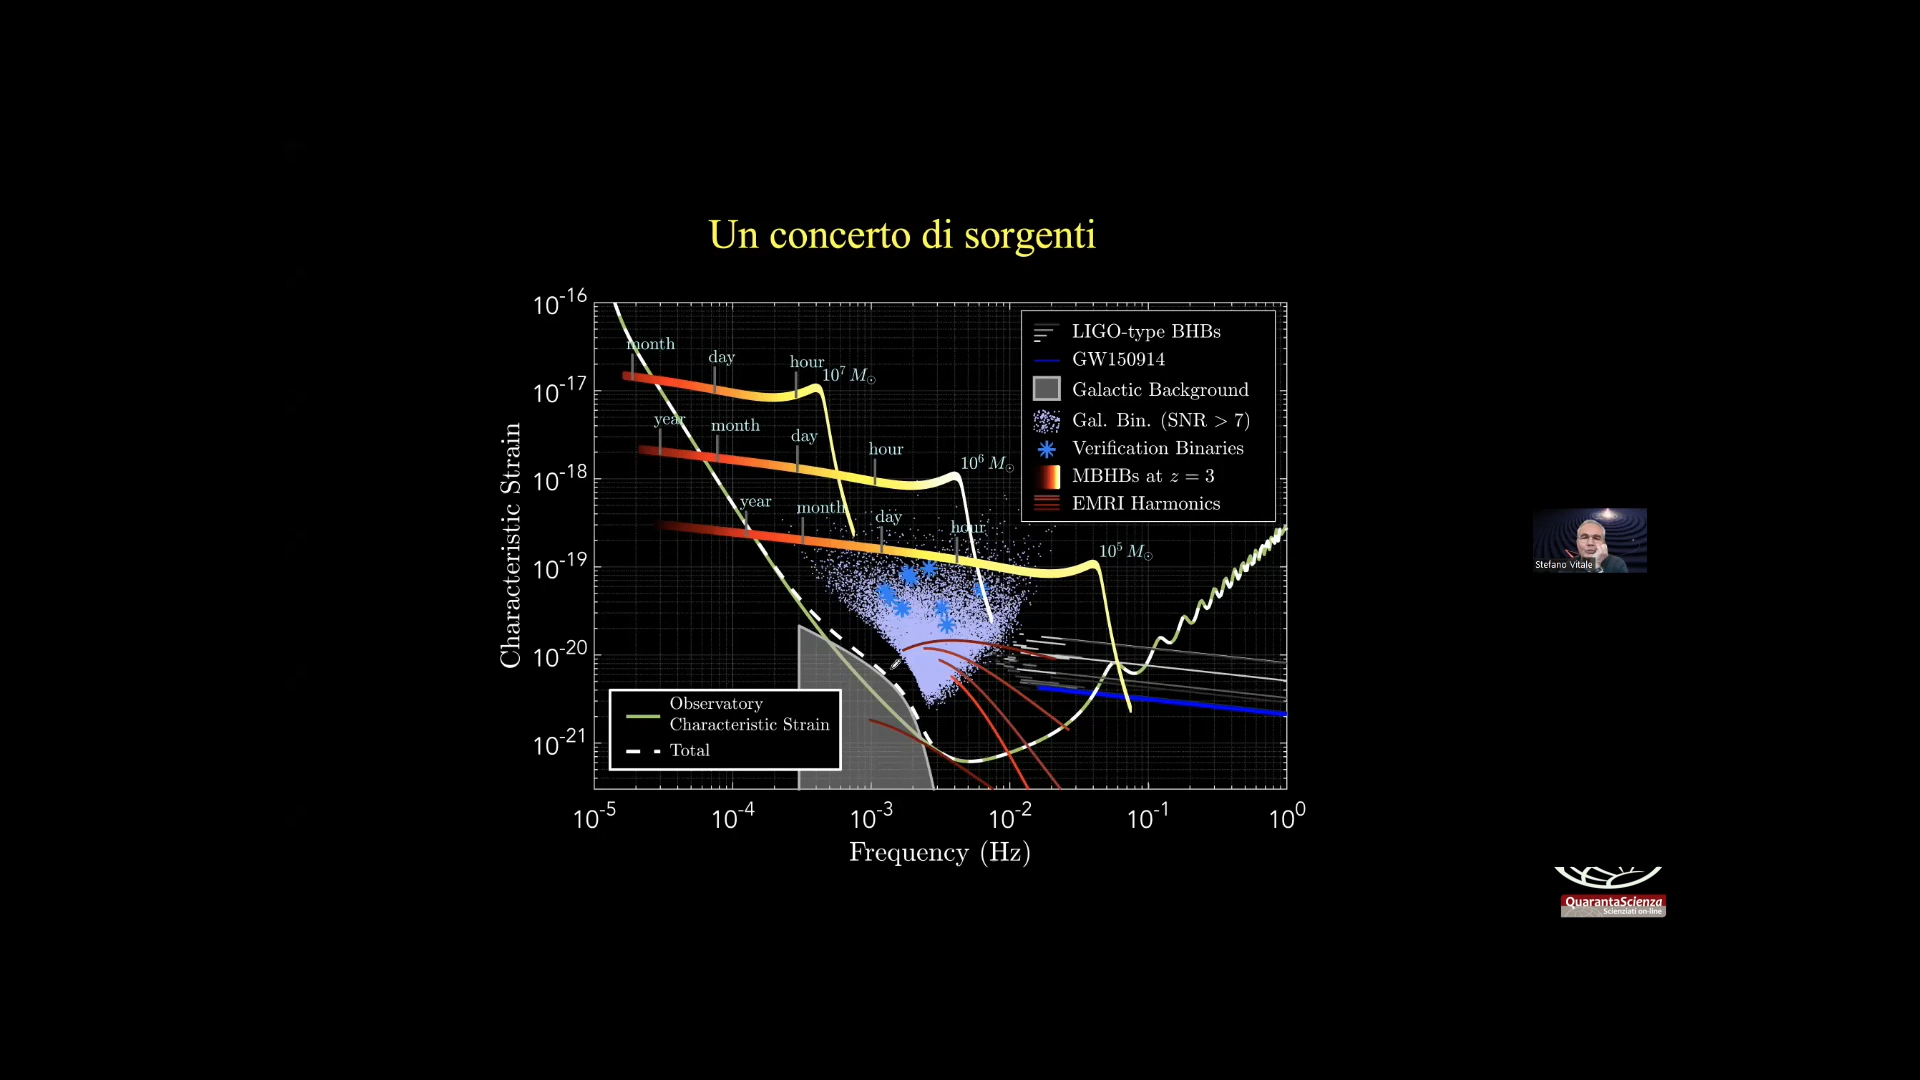 Un concerto di sorgenti
10^-16
10^-17
10^-18
10^-19
10^-20
10^-21
Characteristic Strain
month
day
hour
10^7 M⊙
year
month
day
hour
10^6 M⊙
year
month
day
hour
10^5 M⊙
LIGO-type BHBs
GW150914
Galactic Background
Gal. Bin. (SNR > 7)
Verification Binaries
MBHBs at z = 3
EMRI Harmonics
Observatory
Characteristic Strain
Total
10^-5
10^-4
10^-3
10^-2
10^-1
10^0
Frequency (Hz)
Stefano Vitale
QuarantaScienza
Scienziati on-line